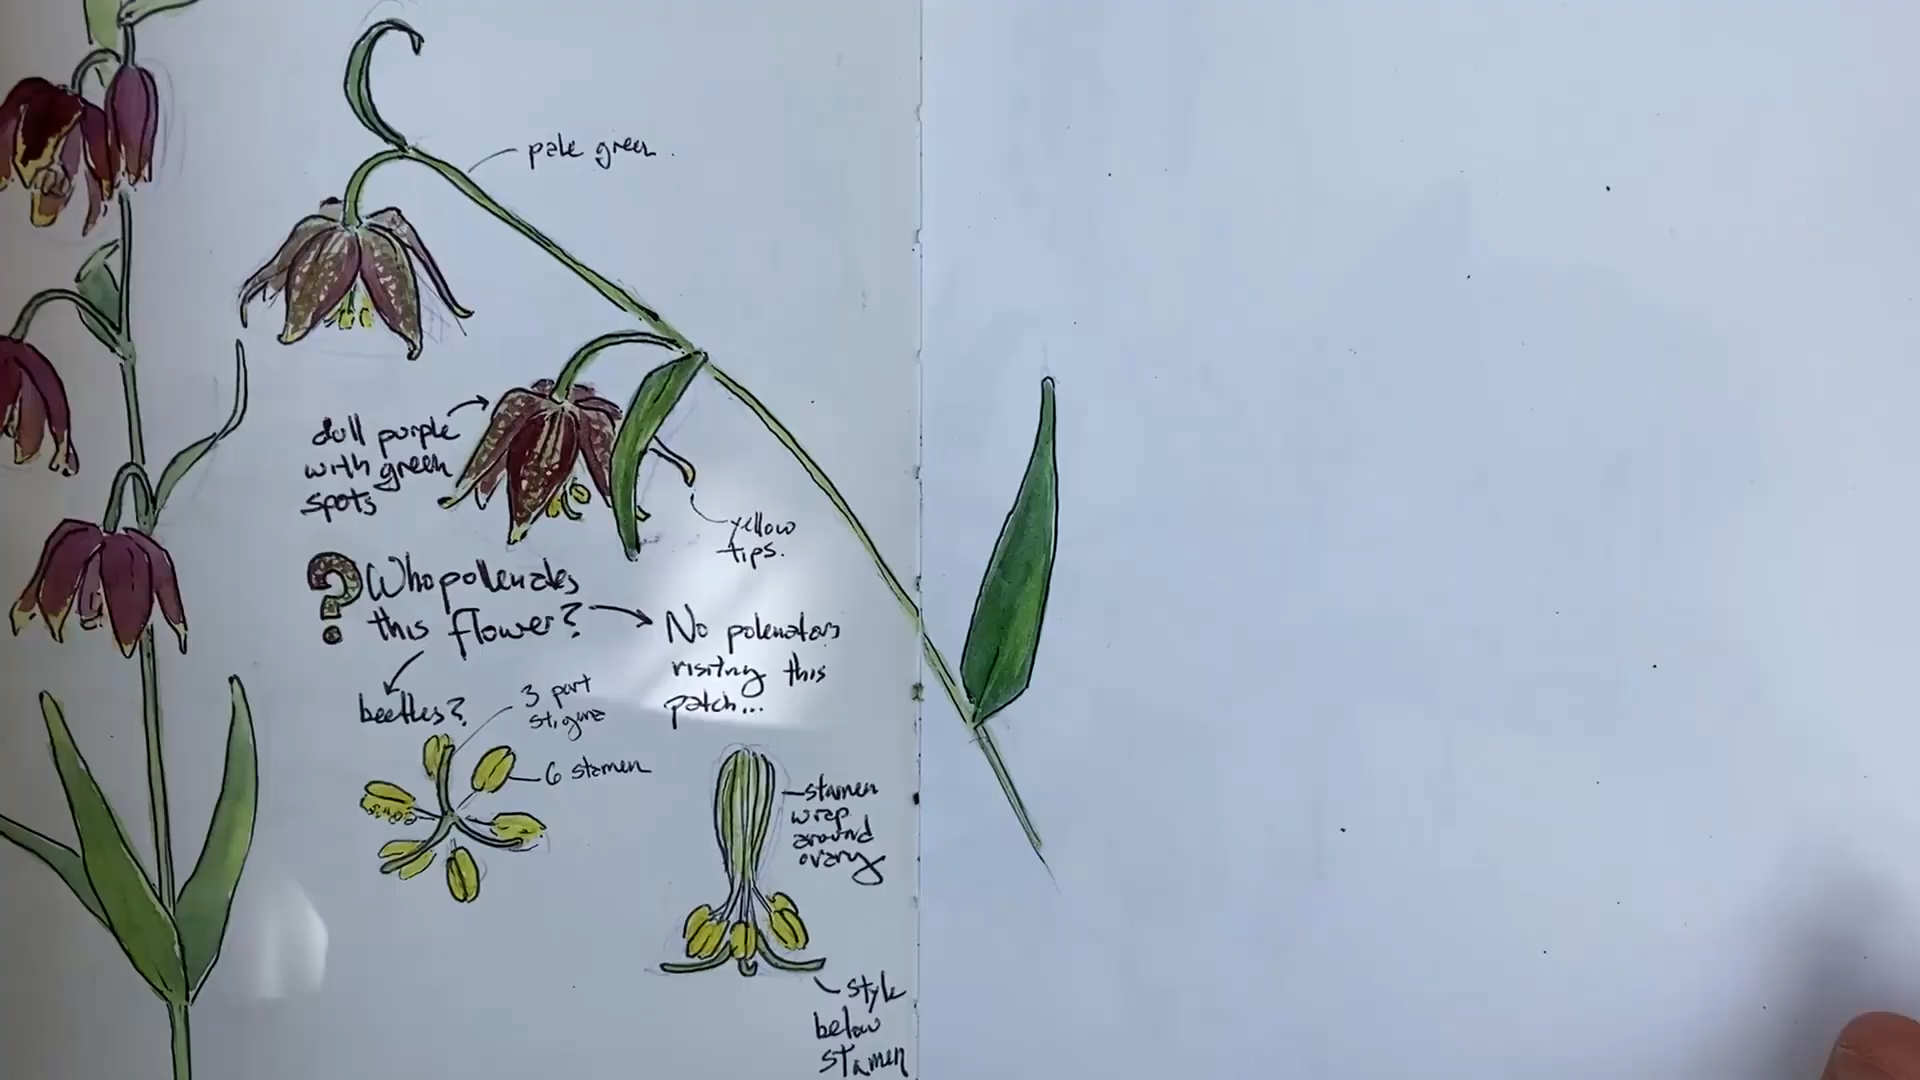 pale green.
dull purple
with green
spots
yellow
tips.
? Who polenates
this flower?
No polenators
visiting this
patch...
beetles?
3 part
stigma
6 stamen
stamen
wrap
around
ovary
style
below
stamen